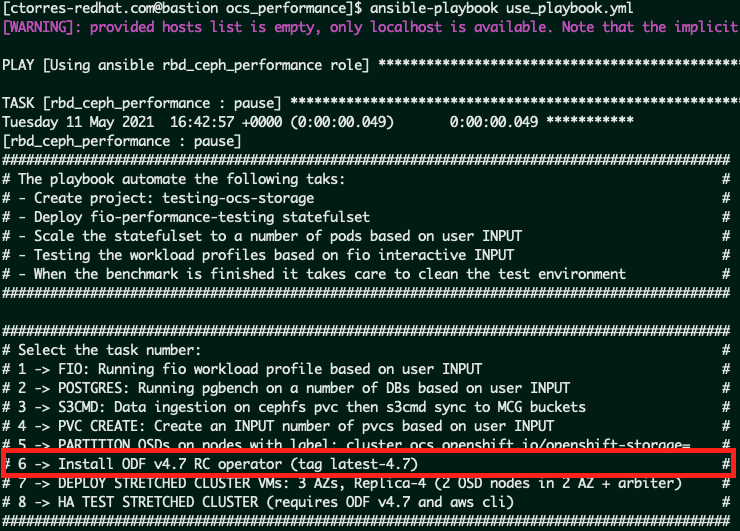 [ctorres-redhat.com@bastion ocs_performance]$ ansible-playbook use_playbook.yml
[WARNING]: provided hosts list is empty, only localhost is available. Note that the implicit
PLAY [Using ansible rbd_ceph_performance role] *********************************************
TASK [rbd_ceph_performance : pause] ********************************************************
Tuesday 11 May 2021  16:42:57 +0000 (0:00:00.049)       0:00:00.049 ***********
[rbd_ceph_performance : pause]
###########################################################################################
# The playbook automate the following taks:                                               #
# - Create project: testing-ocs-storage                                                   #
# - Deploy fio-performance-testing statefulset                                            #
# - Scale the statefulset to a number of pods based on user INPUT                         #
# - Testing the workload profiles based on fio interactive INPUT                          #
# - When the benchmark is finished it takes care to clean the test environment            #
###########################################################################################
###########################################################################################
# Select the task number:                                                                 #
# 1 -> FIO: Running fio workload profile based on user INPUT                              #
# 2 -> POSTGRES: Running pgbench on a number of DBs based on user INPUT                   #
# 3 -> S3CMD: Data ingestion on cephfs pvc then s3cmd sync to MCG buckets                 #
# 4 -> PVC CREATE: Create an INPUT number of pvcs based on user INPUT                     #
# 5 -> PARTITION OSDs on nodes with label: cluster.ocs.openshift.io/openshift-storage=    #
# 6 -> Install ODF v4.7 RC operator (tag latest-4.7)                                      #
# 7 -> DEPLOY STRETCHED CLUSTER VMs: 3 AZs, Replica-4 (2 OSD nodes in 2 AZ + arbiter)     #
# 8 -> HA TEST STRETCHED CLUSTER (requires ODF v4.7 and aws cli)                          #
###########################################################################################